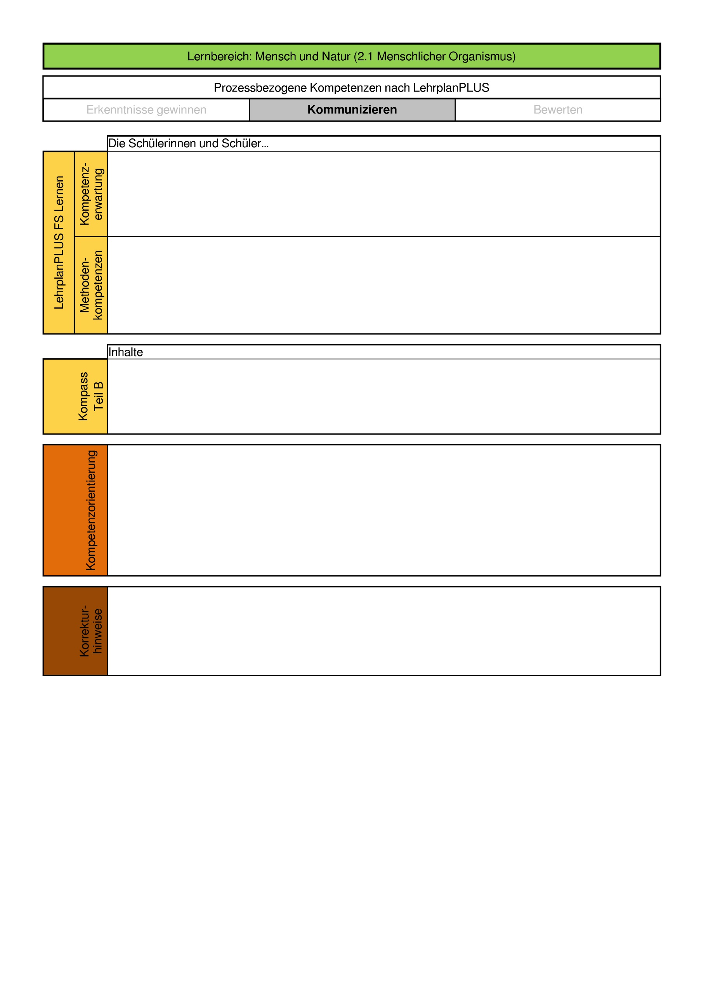 Lernbereich: Mensch und Natur (2.1 Menschlicher Organismus)
Prozessbezogene Kompetenzen nach LehrplanPLUS
Erkenntnisse gewinnen
Kommunizieren
Bewerten
Die Schülerinnen und Schüler...
LehrplanPLUS FS Lernen
Kompetenz-
erwartung
Methoden-
kompetenzen
Inhalte
Kompass
Teil B
Kompetenzorientierung
Korrektur-
hinweise